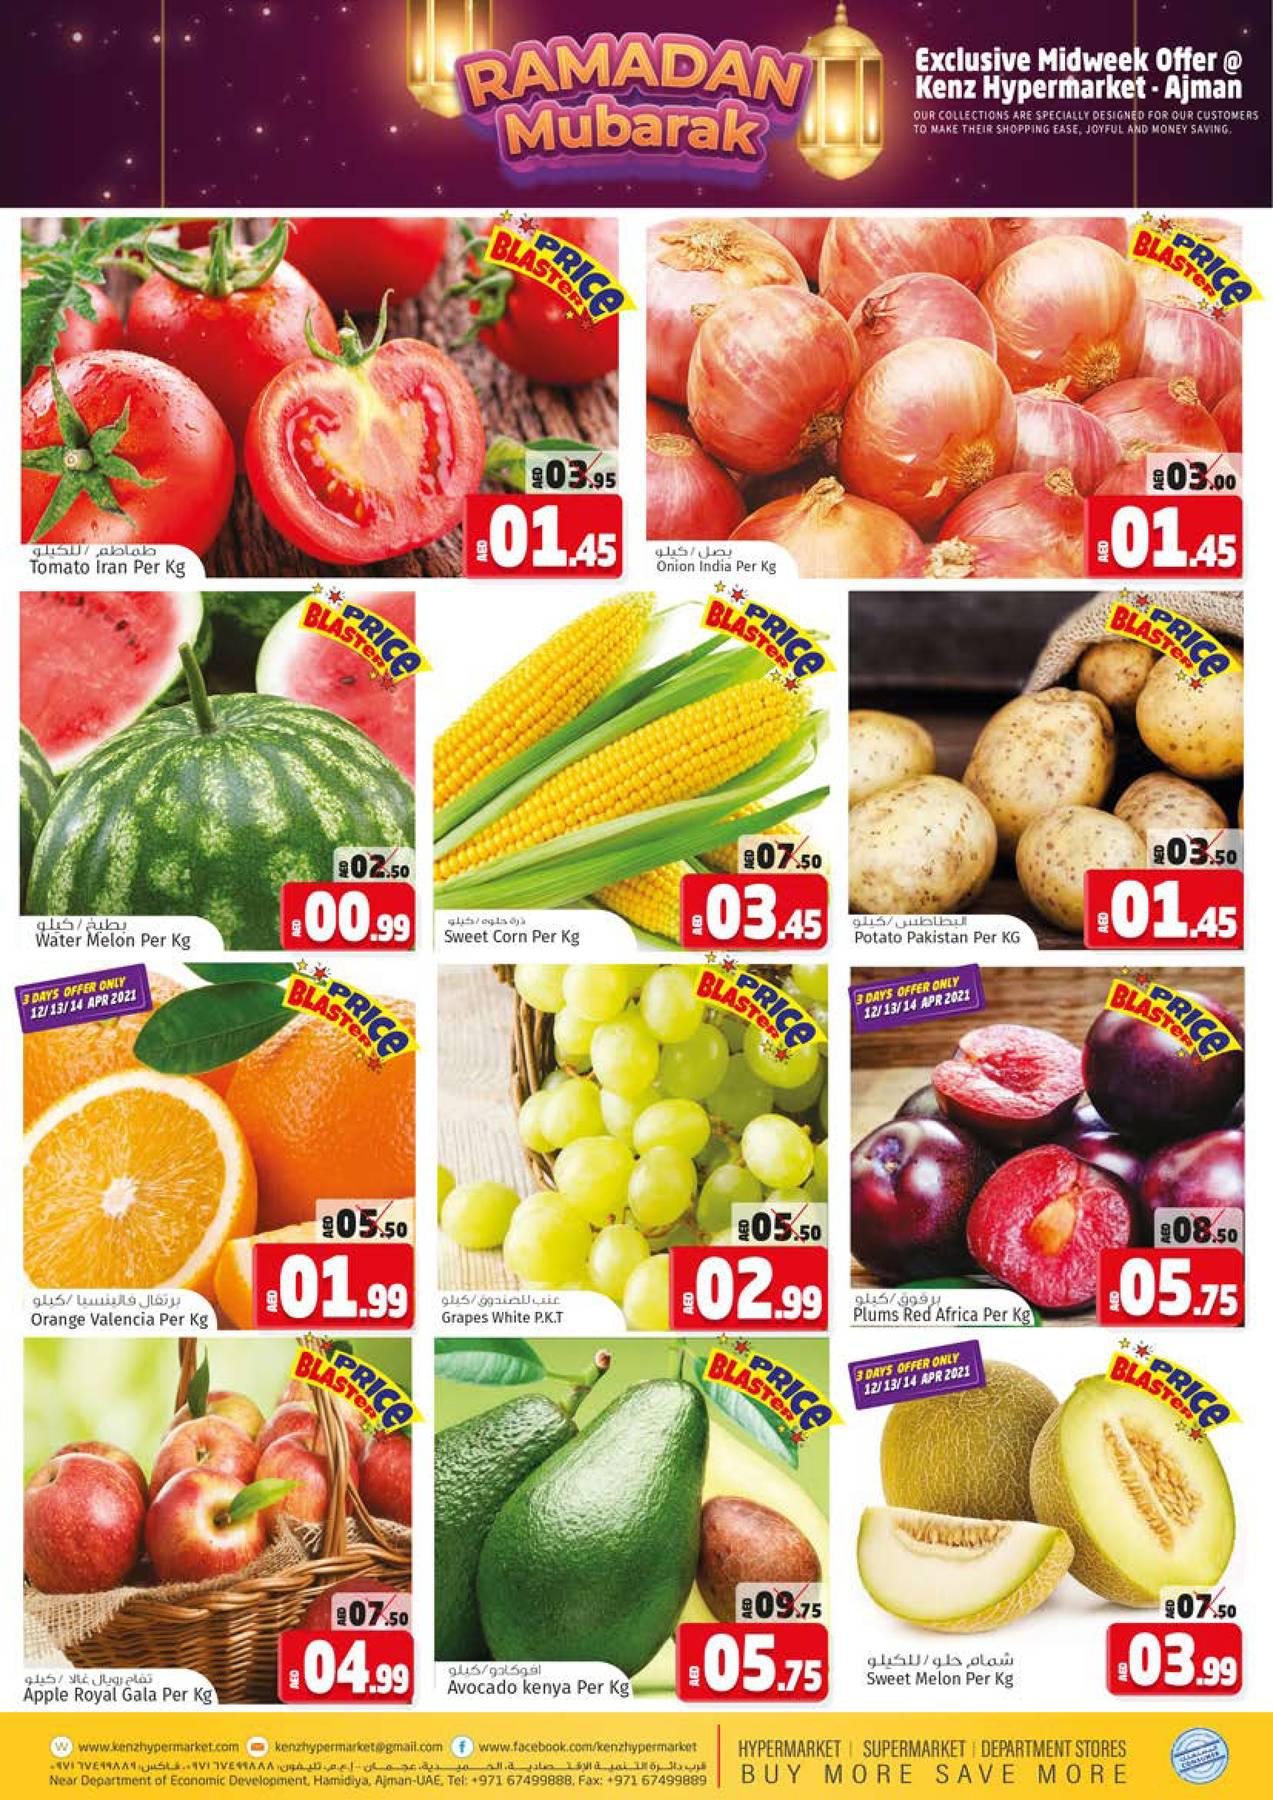 RAMADAN
Mubarak
Exclusive Midweek Offer @
Kenz Hypermarket - Ajman
OUR COLLECTIONS ARE SPECIALLY DESIGNED FOR OUR CUSTOMERS
TO MAKE THEIR SHOPPING EASE, JOYFUL AND MONEY SAVING.
PRICE
BLASTER
AED 03.95
AED 01.45
طماطم / للكيلو
Tomato Iran Per Kg
PRICE
BLASTER
AED 03.00
AED 01.45
بصل / كيلو
Onion India Per Kg
PRICE
BLASTER
AED 02.50
AED 00.99
بطيخ / كيلو
Water Melon Per Kg
PRICE
BLASTER
AED 07.50
AED 03.45
ذرة حلوه / كيلو
Sweet Corn Per Kg
PRICE
BLASTER
AED 03.50
AED 01.45
البطاطس / كيلو
Potato Pakistan Per KG
3 DAYS OFFER ONLY
12/13/14 APR 2021
PRICE
BLASTER
AED 05.50
AED 01.99
برتقال فالينسيا / كيلو
Orange Valencia Per Kg
PRICE
BLASTER
AED 05.50
AED 02.99
عنب للصندوق / كيلو
Grapes White P.K.T
3 DAYS OFFER ONLY
12/13/14 APR 2021
PRICE
BLASTER
AED 08.50
AED 05.75
برقوق / كيلو
Plums Red Africa Per Kg
PRICE
BLASTER
AED 07.50
AED 04.99
تفاح رويال غالا / كيلو
Apple Royal Gala Per Kg
PRICE
BLASTER
AED 09.75
AED 05.75
افوكادو / كيلو
Avocado kenya Per Kg
3 DAYS OFFER ONLY
12/13/14 APR 2021
PRICE
BLASTER
AED 07.50
AED 03.99
شمام حلو / للكيلو
Sweet Melon Per Kg
W www.kenzhypermarket.com kenzhypermarket@gmail.com f www.facebook.com/kenzhypermarket
قرب دائرة التنمية الإقتصادية، الحميدية، عجمان - إ.ع.م، تليفون: ٠٩٧١٦٧٤٩٩٨٨٨، فاكس: ٠٩٧١٦٧٤٩٩٨٨٩
Near Department of Economic Development, Hamidiya, Ajman-UAE, Tel: +971 67499888, Fax: +971 67499889
HYPERMARKET | SUPERMARKET | DEPARTMENT STORES
BUY MORE SAVE MORE
CONSUMER